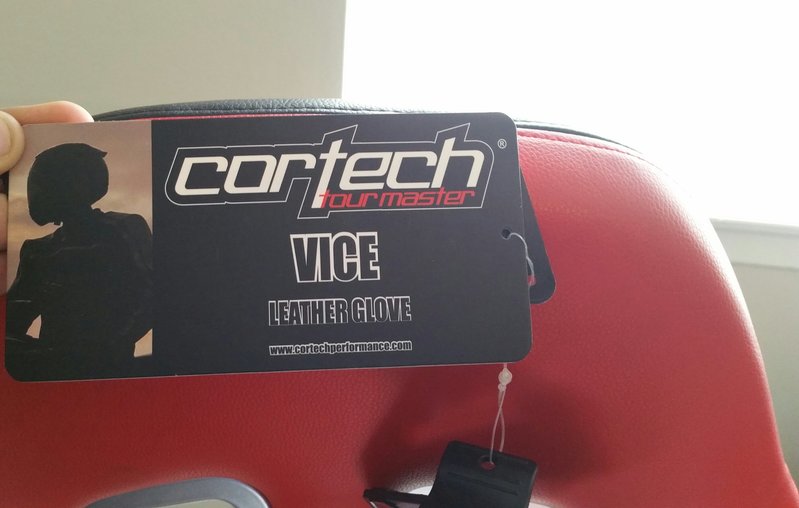 cortech®
tourmaster
VICE
LEATHER GLOVE
www.cortechperformance.com